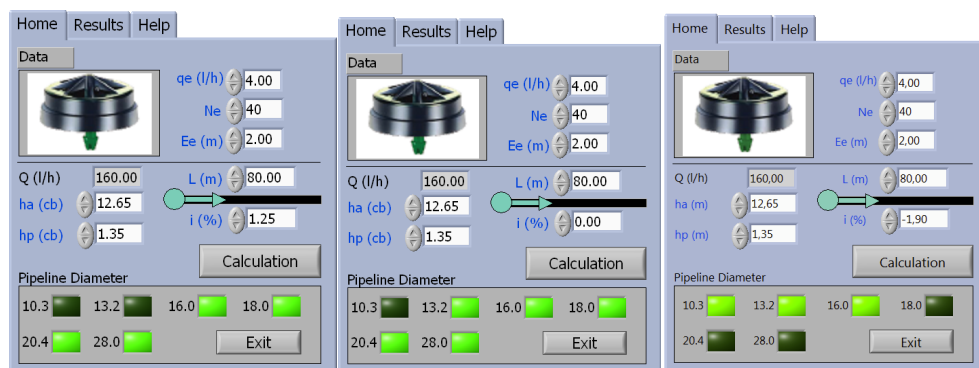 Home Results Help
Data
qe (l/h) 4.00
Ne 40
Ee (m) 2.00
Q (l/h) 160.00 L (m) 80.00
ha (cb) 12.65
i (%) 1.25
hp (cb) 1.35
Calculation
Pipeline Diameter
10.3 13.2 16.0 18.0
20.4 28.0 Exit
Home Results Help
Data
qe (l/h) 4.00
Ne 40
Ee (m) 2.00
Q (l/h) 160.00 L (m) 80.00
ha (cb) 12.65
i (%) 0.00
hp (cb) 1.35
Calculation
Pipeline Diameter
10.3 13.2 16.0 18.0
20.4 28.0 Exit
Home Results Help
Data
qe (l/h) 4,00
Ne 40
Ee (m) 2,00
Q (l/h) 160,00 L (m) 80,00
ha (m) 12,65
i (%) -1,90
hp (m) 1,35
Calculation
Pipeline Diameter
10.3 13.2 16.0 18.0
20.4 28.0 Exit